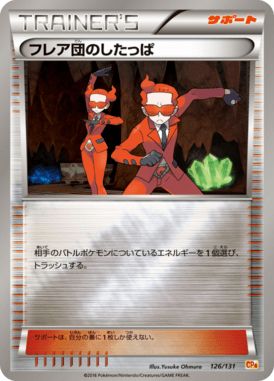 TRAINER'S
サポート
フレア団のしたっぱ
相手のバトルポケモンについているエネルギーを1個選び、
トラッシュする。
サポートは、自分の番に1枚しか使えない。
Illus.Yusuke Ohmura
126/131
CP4
©2016 Pokémon/Nintendo/Creatures/GAME FREAK.